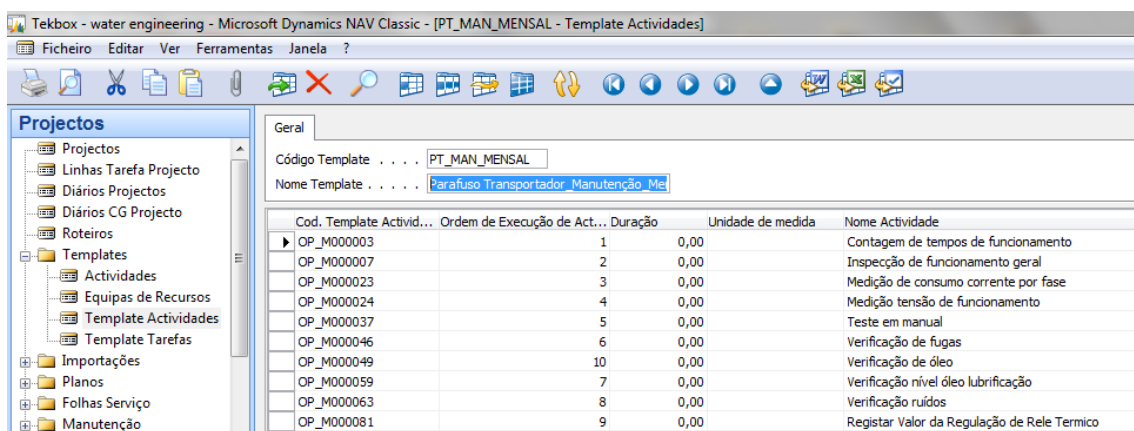 Tekbox - water engineering - Microsoft Dynamics NAV Classic - [PT_MAN_MENSAL - Template Actividades]
Ficheiro Editar Ver Ferramentas Janela ?
Projectos
Projectos
Linhas Tarefa Projecto
Diários Projectos
Diários CG Projecto
Roteiros
Templates
Actividades
Equipas de Recursos
Template Actividades
Template Tarefas
Importações
Planos
Folhas Serviço
Manutenção
Geral
Código Template . . . . PT_MAN_MENSAL
Nome Template . . . . . Parafuso Transportador_Manutenção_Me
Cod. Template Activid... Ordem de Execução de Act... Duração Unidade de medida Nome Actividade
OP_M000003 1 0,00 Contagem de tempos de funcionamento
OP_M000007 2 0,00 Inspecção de funcionamento geral
OP_M000023 3 0,00 Medição de consumo corrente por fase
OP_M000024 4 0,00 Medição tensão de funcionamento
OP_M000037 5 0,00 Teste em manual
OP_M000046 6 0,00 Verificação de fugas
OP_M000049 10 0,00 Verificação de óleo
OP_M000059 7 0,00 Verificação nível óleo lubrificação
OP_M000063 8 0,00 Verificação ruídos
OP_M000081 9 0,00 Registar Valor da Regulação de Rele Termico